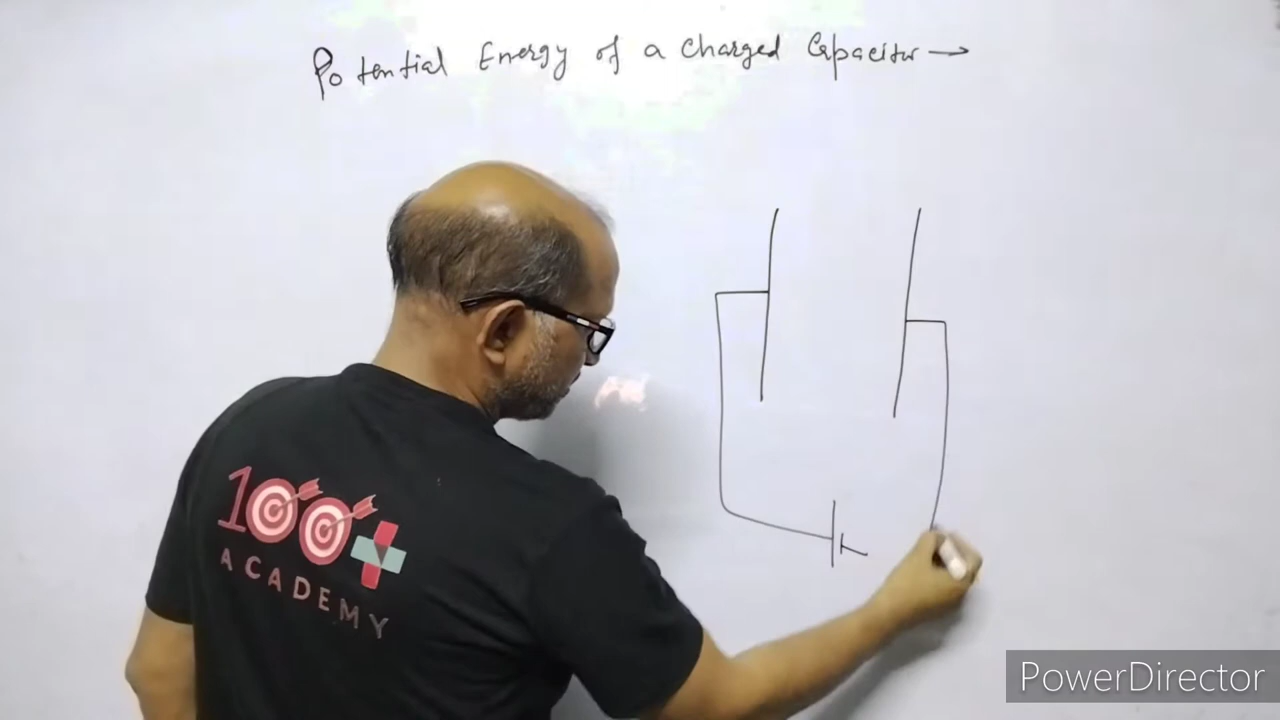 Potential Energy of a Charged Capacitor →
100+
ACADEMY
PowerDirector